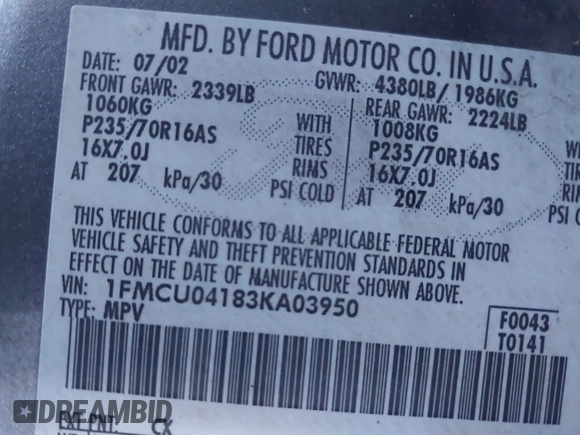 MFD. BY FORD MOTOR CO. IN U.S.A.
DATE: 07/02 GVWR: 4380LB/ 1986KG
FRONT GAWR: 2339LB REAR GAWR: 2224LB
1060KG WITH 1008KG
P235/70R16AS TIRES P235/70R16AS
16X7.0J RIMS 16X7.0J
AT 207 kPa/30 PSI COLD AT 207 kPa/30
THIS VEHICLE CONFORMS TO ALL APPLICABLE FEDERAL MOTOR
VEHICLE SAFETY AND THEFT PREVENTION STANDARDS IN
EFFECT ON THE DATE OF MANUFACTURE SHOWN ABOVE.
VIN: 1FMCU04183KA03950
TYPE: MPV
F0043
T0141
DREAMBID
EXT PNT: CX